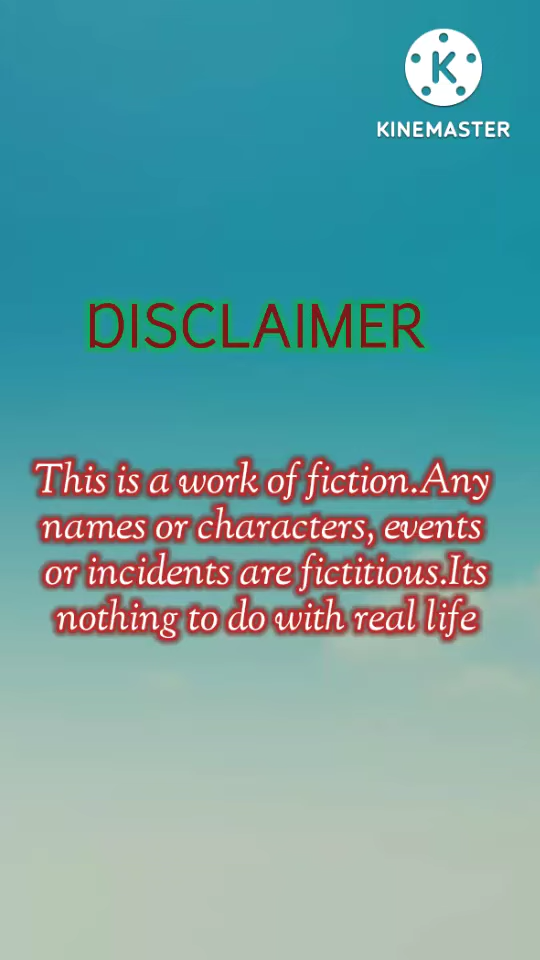 K
KINEMASTER
DISCLAIMER
This is a work of fiction.Any
names or characters, events
or incidents are fictitious.Its
nothing to do with real life